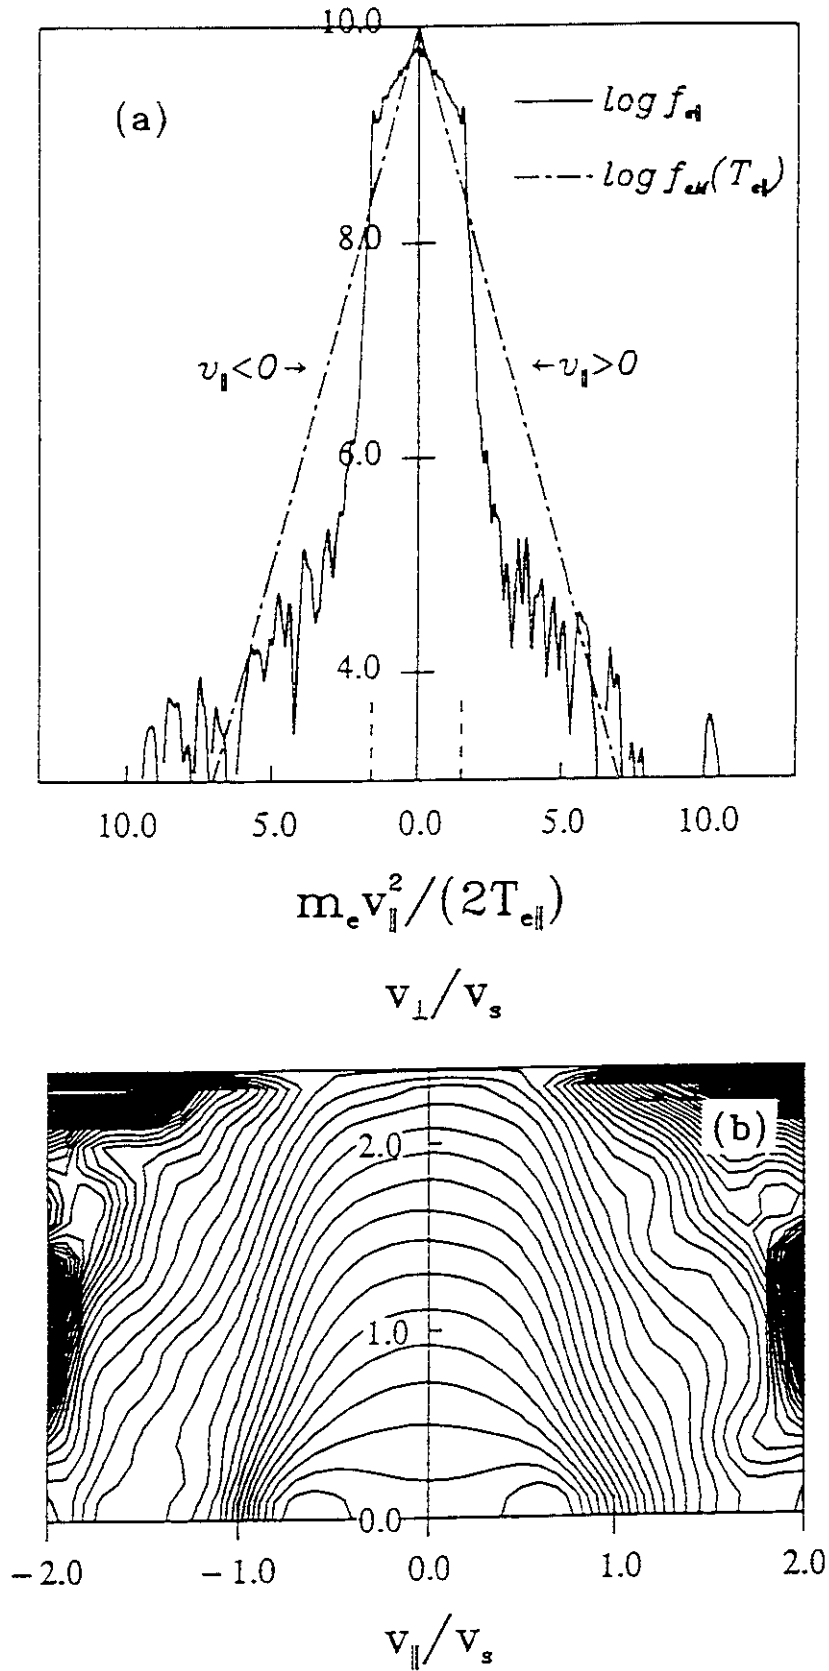 10.0
(a)
log f_e∥
log f_eM(T_e∥)
8.0
v_∥<0→
←v_∥>0
6.0
4.0
10.0 5.0 0.0 5.0 10.0
m_e v_∥^2/(2T_e∥)
v_⊥/v_s
(b)
2.0
1.0
0.0
−2.0 −1.0 0.0 1.0 2.0
v_∥/v_s